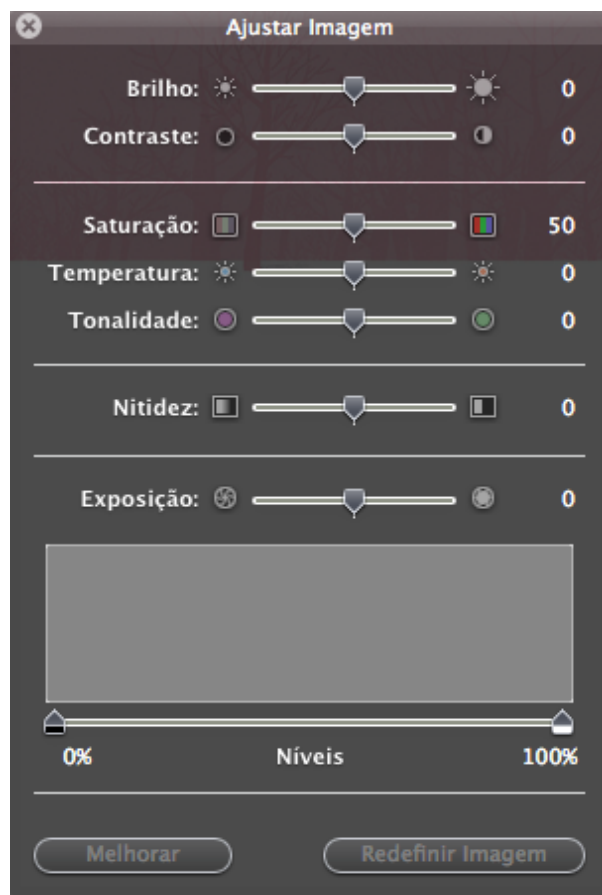 Ajustar Imagem
Brilho: 0
Contraste: 0
Saturação: 50
Temperatura: 0
Tonalidade: 0
Nitidez: 0
Exposição: 0
0% Níveis 100%
Melhorar Redefinir Imagem